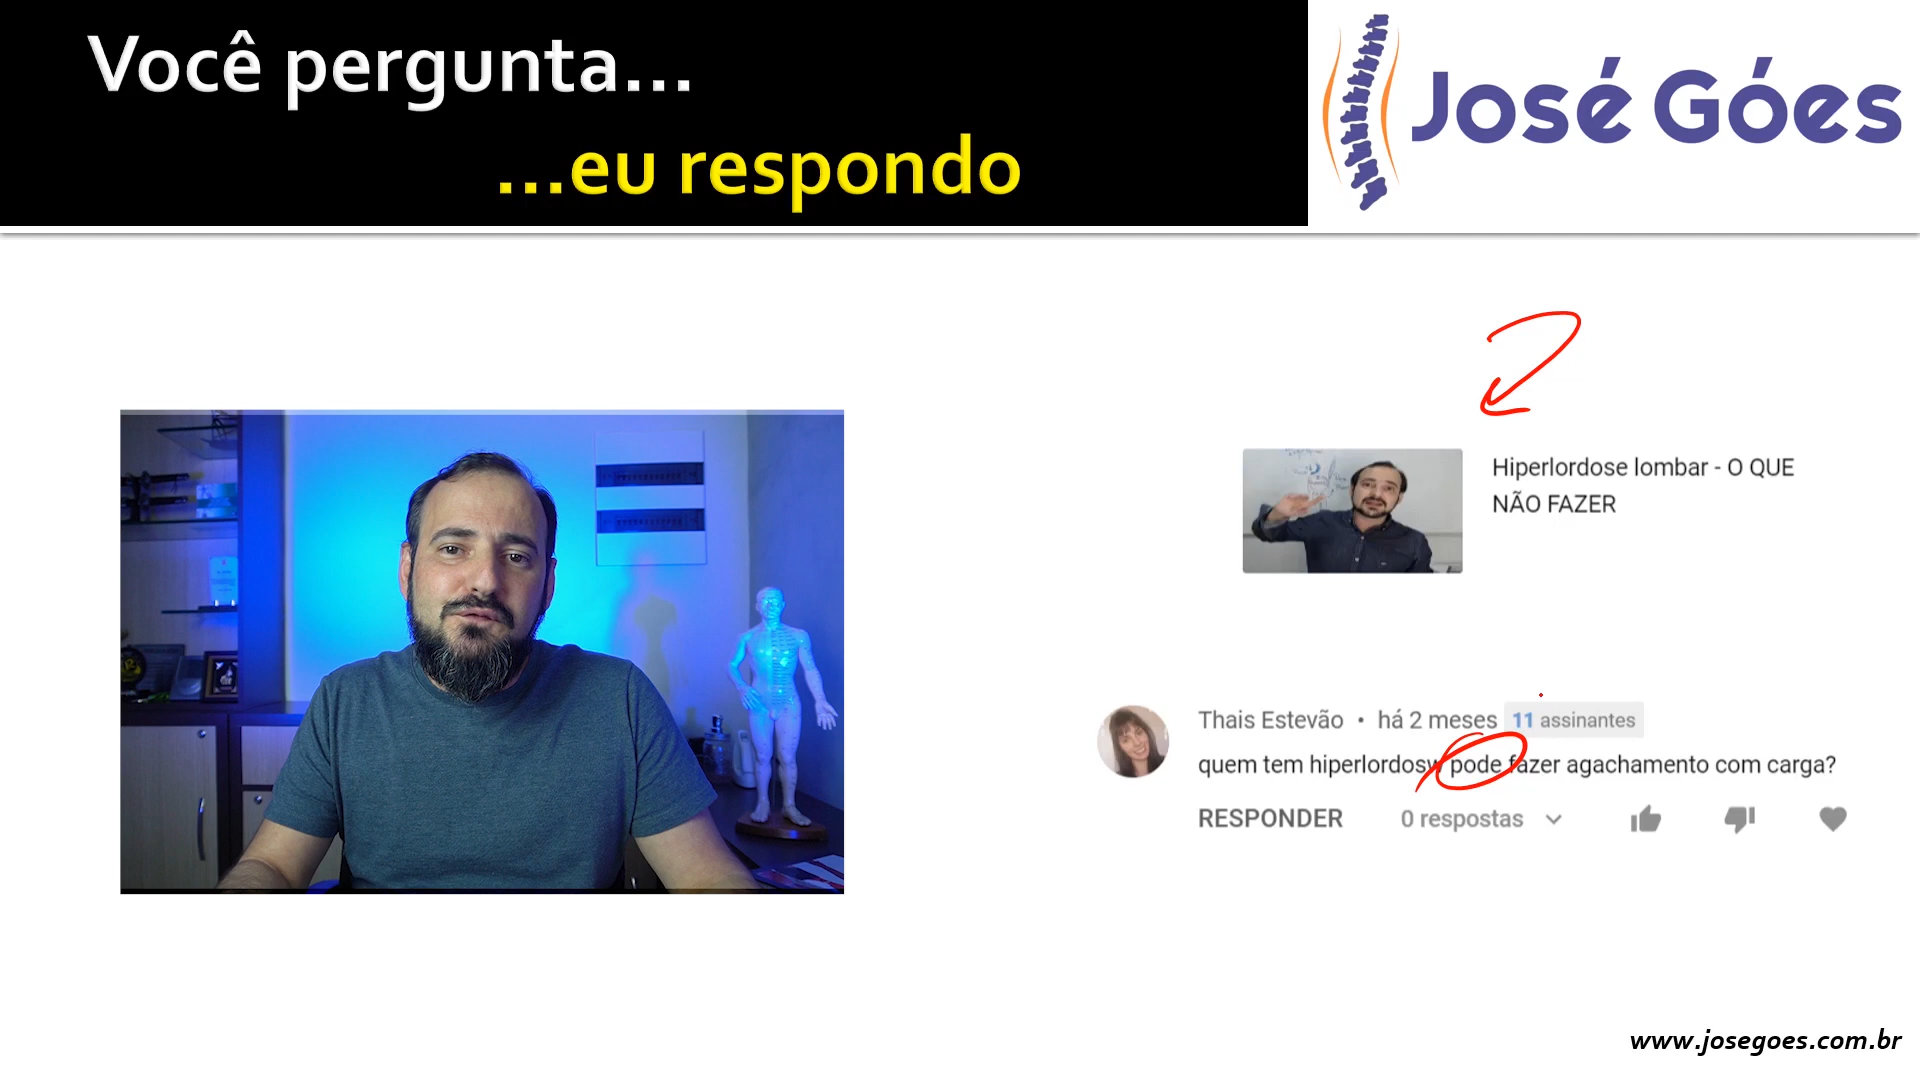 Você pergunta...
...eu respondo
José Góes
Hiperlordose lombar - O QUE
NÃO FAZER
Thais Estevão • há 2 meses 11 assinantes
quem tem hiperlordosw pode fazer agachamento com carga?
RESPONDER 0 respostas
www.josegoes.com.br